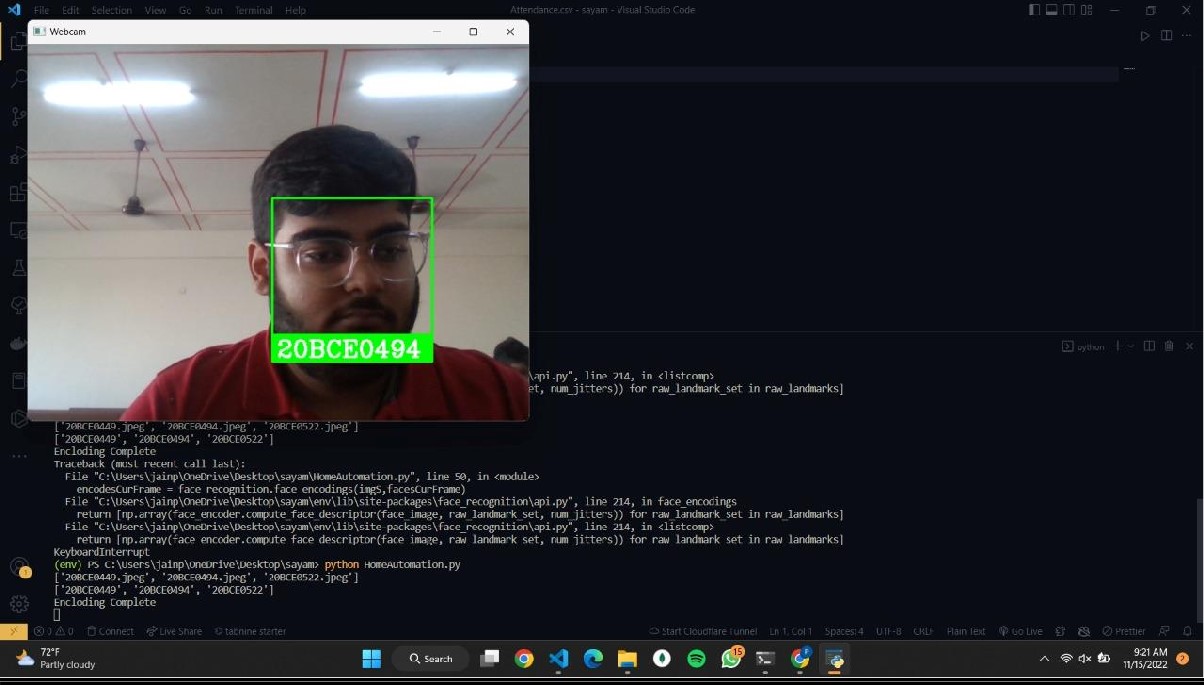 File Edit Selection View Go Run Terminal Help
Attendance.csv - sayam - Visual Studio Code
Webcam
20BCE0494
python
\api.py", line 214, in <listcomp>
et, num_jitters)) for raw_landmark_set in raw_landmarks]
['20BCE0449.jpeg', '20BCE0494.jpeg', '20BCE0522.jpeg']
['20BCE0449', '20BCE0494', '20BCE0522']
Encloding Complete
Traceback (most recent call last):
File "C:\Users\jainp\OneDrive\Desktop\sayam\HomeAutomation.py", line 50, in <module>
encodesCurFrame = face_recognition.face_encodings(imgS,facesCurFrame)
File "C:\Users\jainp\OneDrive\Desktop\sayam\env\lib\site-packages\face_recognition\api.py", line 214, in face_encodings
return [np.array(face_encoder.compute_face_descriptor(face_image, raw_landmark_set, num_jitters)) for raw_landmark_set in raw_landmarks]
File "C:\Users\jainp\OneDrive\Desktop\sayam\env\lib\site-packages\face_recognition\api.py", line 214, in <listcomp>
return [np.array(face_encoder.compute_face_descriptor(face_image, raw_landmark_set, num_jitters)) for raw_landmark_set in raw_landmarks]
KeyboardInterrupt
(env) PS C:\Users\jainp\OneDrive\Desktop\sayam> python HomeAutomation.py
['20BCE0449.jpeg', '20BCE0494.jpeg', '20BCE0522.jpeg']
['20BCE0449', '20BCE0494', '20BCE0522']
Encloding Complete
0 0 Connect Live Share tabnine starter Start Cloudflare Tunnel Ln 1, Col 1 Spaces: 4 UTF-8 CRLF Plain Text Go Live Prettier
72°F
Partly cloudy
Search
15
9:21 AM
11/15/2022
2